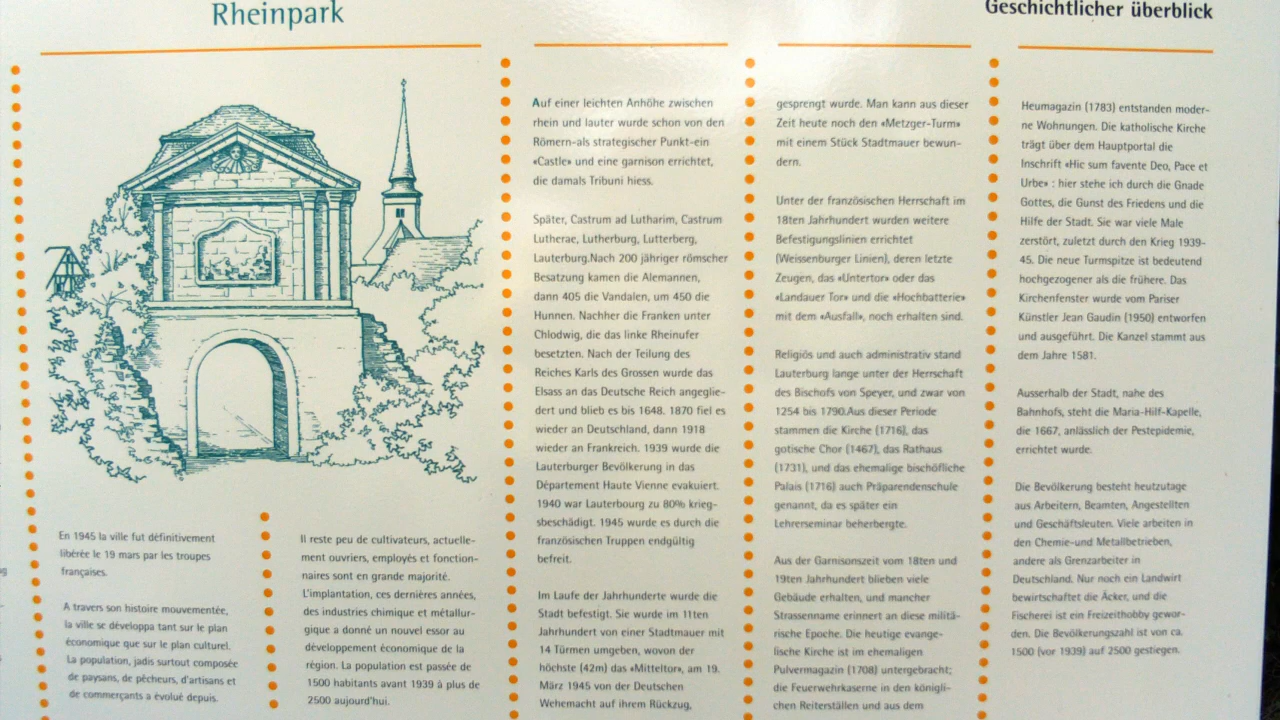 Rheinpark
Geschichtlicher überblick
En 1945 la ville fut définitivement
libérée le 19 mars par les troupes
françaises.
A travers son histoire mouvementée,
la ville se développa tant sur le plan
économique que sur le plan culturel.
La population, jadis surtout composée
de paysans, de pêcheurs, d'artisans et
de commerçants a évolué depuis.
Il reste peu de cultivateurs, actuelle-
ment ouvriers, employés et fonction-
naires sont en grande majorité.
L'implantation, ces dernières années,
des industries chimique et métallur-
gique a donné un nouvel essor au
développement économique de la
région. La population est passée de
1500 habitants avant 1939 à plus de
2500 aujourd'hui.
Auf einer leichten Anhöhe zwischen
rhein und lauter wurde schon von den
Römern-als strategischer Punkt-ein
«Castle» und eine garnison errichtet,
die damals Tribuni hiess.
Später, Castrum ad Lutharim, Castrum
Lutherae, Lutherburg, Lutterberg,
Lauterburg.Nach 200 jähriger römscher
Besatzung kamen die Alemannen,
dann 405 die Vandalen, um 450 die
Hunnen. Nachher die Franken unter
Chlodwig, die das linke Rheinufer
besetzten. Nach der Teilung des
Reiches Karls des Grossen wurde das
Elsass an das Deutsche Reich angeglie-
dert und blieb es bis 1648. 1870 fiel es
wieder an Deutschland, dann 1918
wieder an Frankreich. 1939 wurde die
Lauterburger Bevölkerung in das
Département Haute Vienne evakuiert.
1940 war Lauterbourg zu 80% krieg-
sbeschädigt. 1945 wurde es durch die
französischen Truppen endgültig
befreit.
Im Laufe der Jahrhunderte wurde die
Stadt befestigt. Sie wurde im 11ten
Jahrhundert von einer Stadtmauer mit
14 Türmen umgeben, wovon der
höchste (42m) das «Mitteltor», am 19.
März 1945 von der Deutschen
Wehemacht auf ihrem Rückzug,
gesprengt wurde. Man kann aus dieser
Zeit heute noch den «Metzger-Turm»
mit einem Stück Stadtmauer bewun-
dern.
Unter der französischen Herrschaft im
18ten Jahrhundert wurden weitere
Befestigungslinien errichtet
(Weissenburger Linien), deren letzte
Zeugen, das «Untertor» oder das
«Landauer Tor» und die «Hochbatterie»
mit dem «Ausfall», noch erhalten sind.
Religiös und auch administrativ stand
Lauterburg lange unter der Herrschaft
des Bischofs von Speyer, und zwar von
1254 bis 1790.Aus dieser Periode
stammen die Kirche (1716), das
gotische Chor (1467), das Rathaus
(1731), und das ehemalige bischöfliche
Palais (1716) auch Präparendenschule
genannt, da es später ein
Lehrerseminar beherbergte.
Aus der Garnisonszeit vom 18ten und
19ten Jahrhundert blieben viele
Gebäude erhalten, und mancher
Strassenname erinnert an diese militä-
rische Epoche. Die heutige evange-
lische Kirche ist im ehemaligen
Pulvermagazin (1708) untergebracht;
die Feuerwehrkaserne in den königli-
chen Reiterställen und aus dem
Heumagazin (1783) entstanden moder-
ne Wohnungen. Die katholische Kirche
trägt über dem Hauptportal die
Inschrift «Hic sum favente Deo, Pace et
Urbe» : hier stehe ich durch die Gnade
Gottes, die Gunst des Friedens und die
Hilfe der Stadt. Sie war viele Male
zerstört, zuletzt durch den Krieg 1939-
45. Die neue Turmspitze ist bedeutend
hochgezogener als die frühere. Das
Kirchenfenster wurde vom Pariser
Künstler Jean Gaudin (1950) entworfen
und ausgeführt. Die Kanzel stammt aus
dem Jahre 1581.
Ausserhalb der Stadt, nahe des
Bahnhofs, steht die Maria-Hilf-Kapelle,
die 1667, anlässlich der Pestepidemie,
errichtet wurde.
Die Bevölkerung besteht heutzutage
aus Arbeitern, Beamten, Angestellten
und Geschäftsleuten. Viele arbeiten in
den Chemie-und Metallbetrieben,
andere als Grenzarbeiter in
Deutschland. Nur noch ein Landwirt
bewirtschaftet die Äcker, und die
Fischerei ist ein Freizeithobby gewor-
den. Die Bevölkerungszahl ist von ca.
1500 (vor 1939) auf 2500 gestiegen.